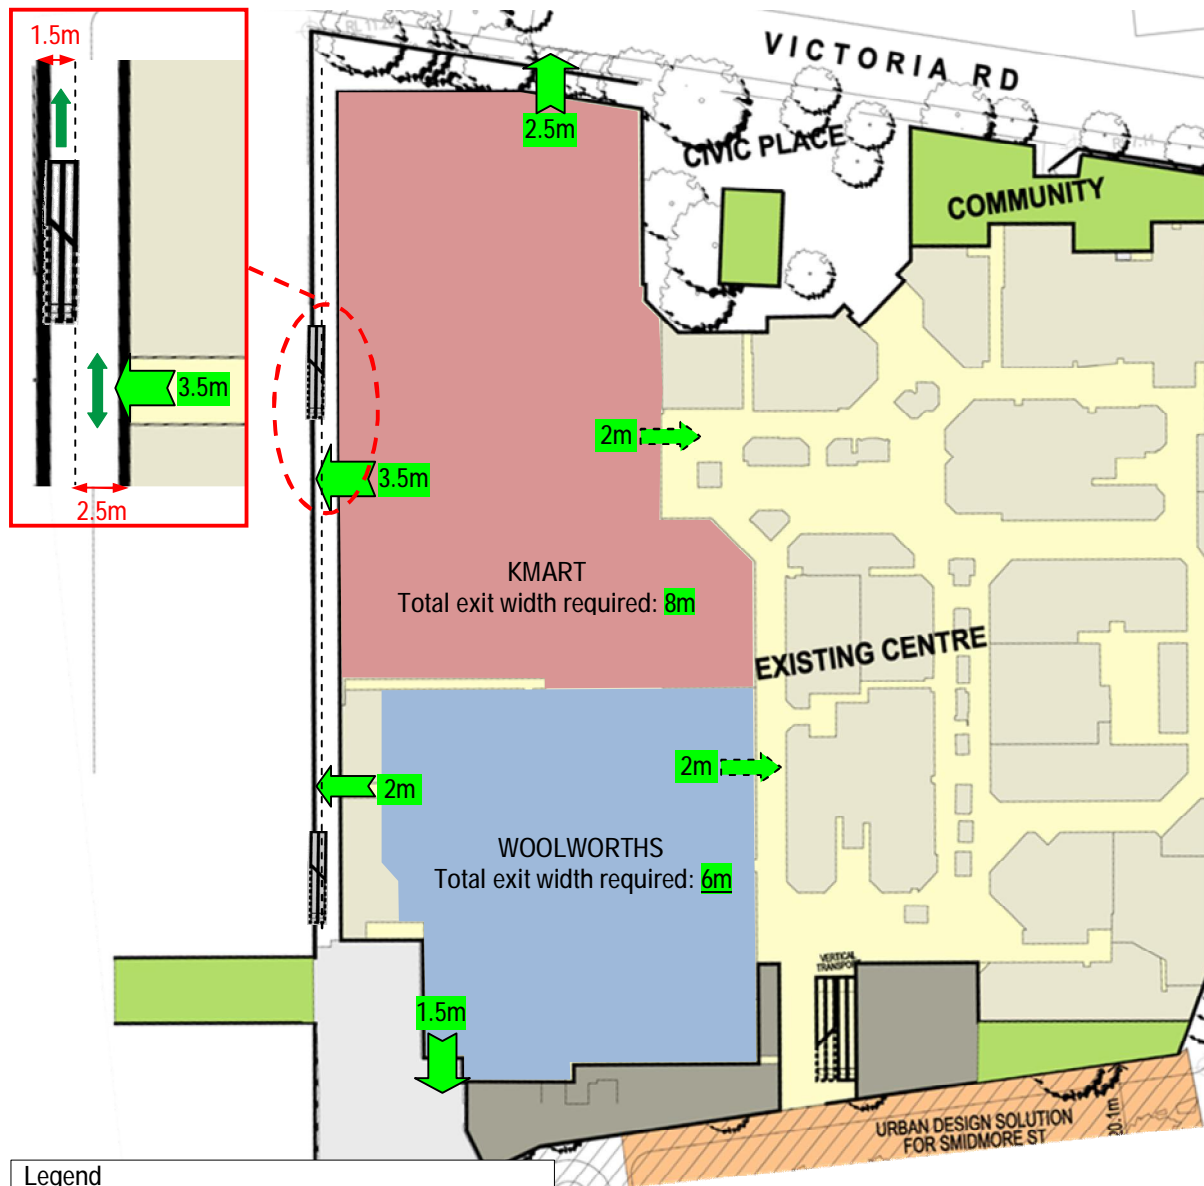 1.5m
3.5m
2.5m
VICTORIA RD
2.5m
CIVIC PLACE
COMMUNITY
2m
3.5m
KMART
Total exit width required: 8m
EXISTING CENTRE
2m
2m
WOOLWORTHS
Total exit width required: 6m
VERTICAL
TRANSPORT
1.5m
URBAN DESIGN SOLUTION
FOR SMIDMORE ST
20.1m
Legend